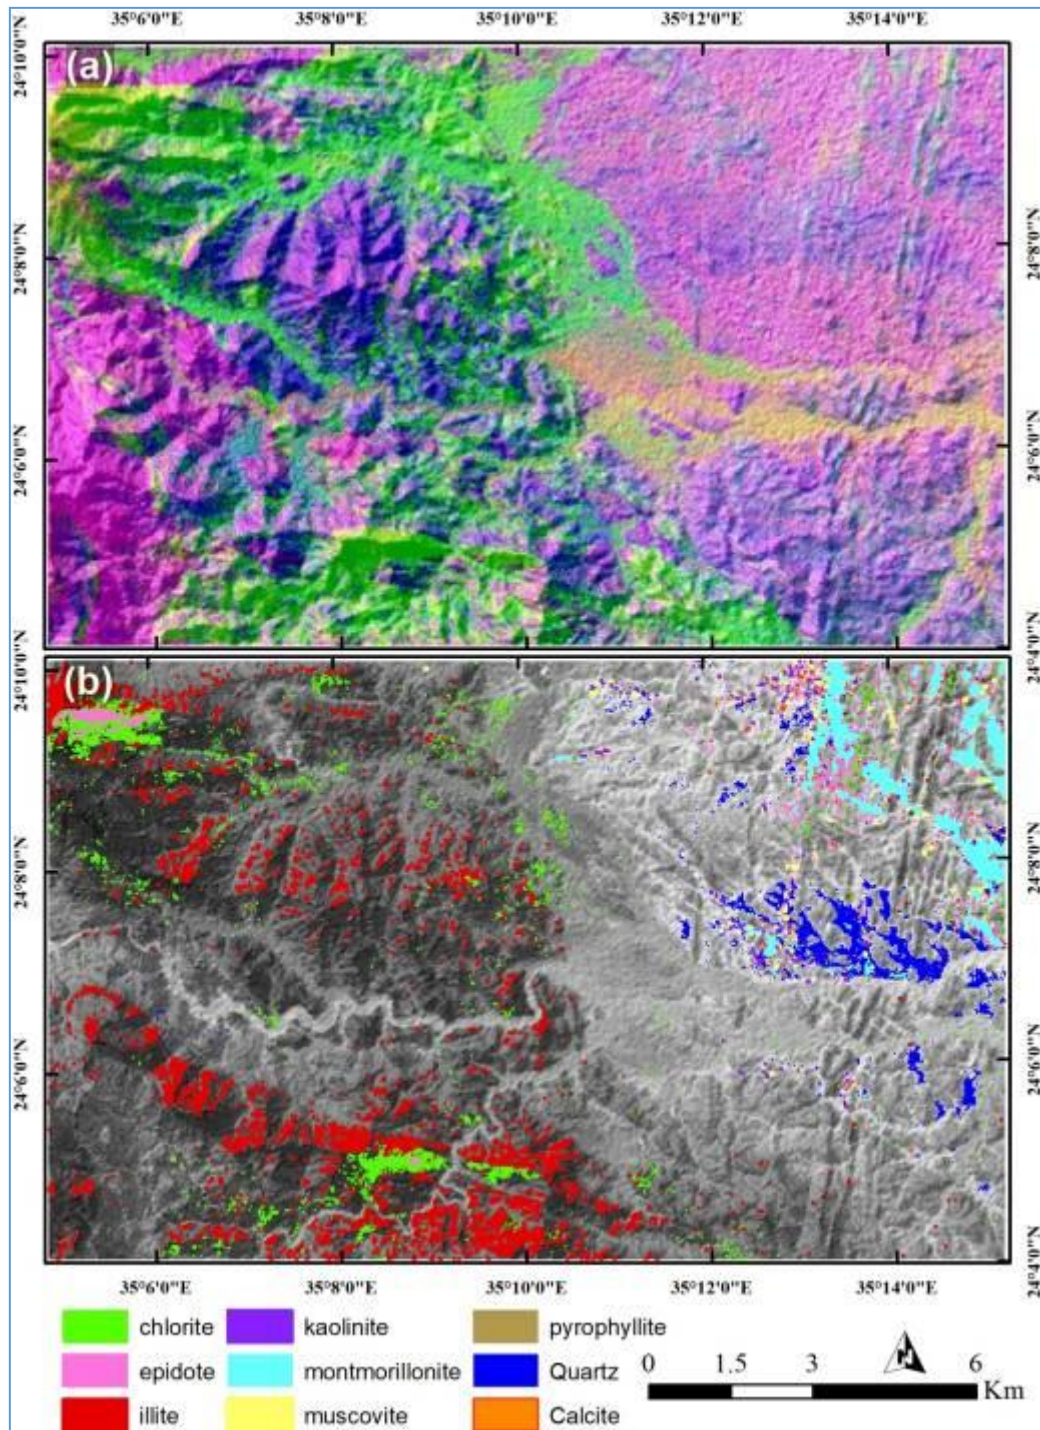 35°6'0"E 35°8'0"E 35°10'0"E 35°12'0"E 35°14'0"E
(a)
24°10'0"N
24°8'0"N 24°8'0"N
24°6'0"N 24°6'0"N
24°4'0"N 24°4'0"N
(b)
24°10'0"N
24°8'0"N 24°8'0"N
24°6'0"N 24°6'0"N
24°4'0"N 24°4'0"N
35°6'0"E 35°8'0"E 35°10'0"E 35°12'0"E 35°14'0"E
chlorite kaolinite pyrophyllite
epidote montmorillonite Quartz
illite muscovite Calcite
N
0 1.5 3 6
Km